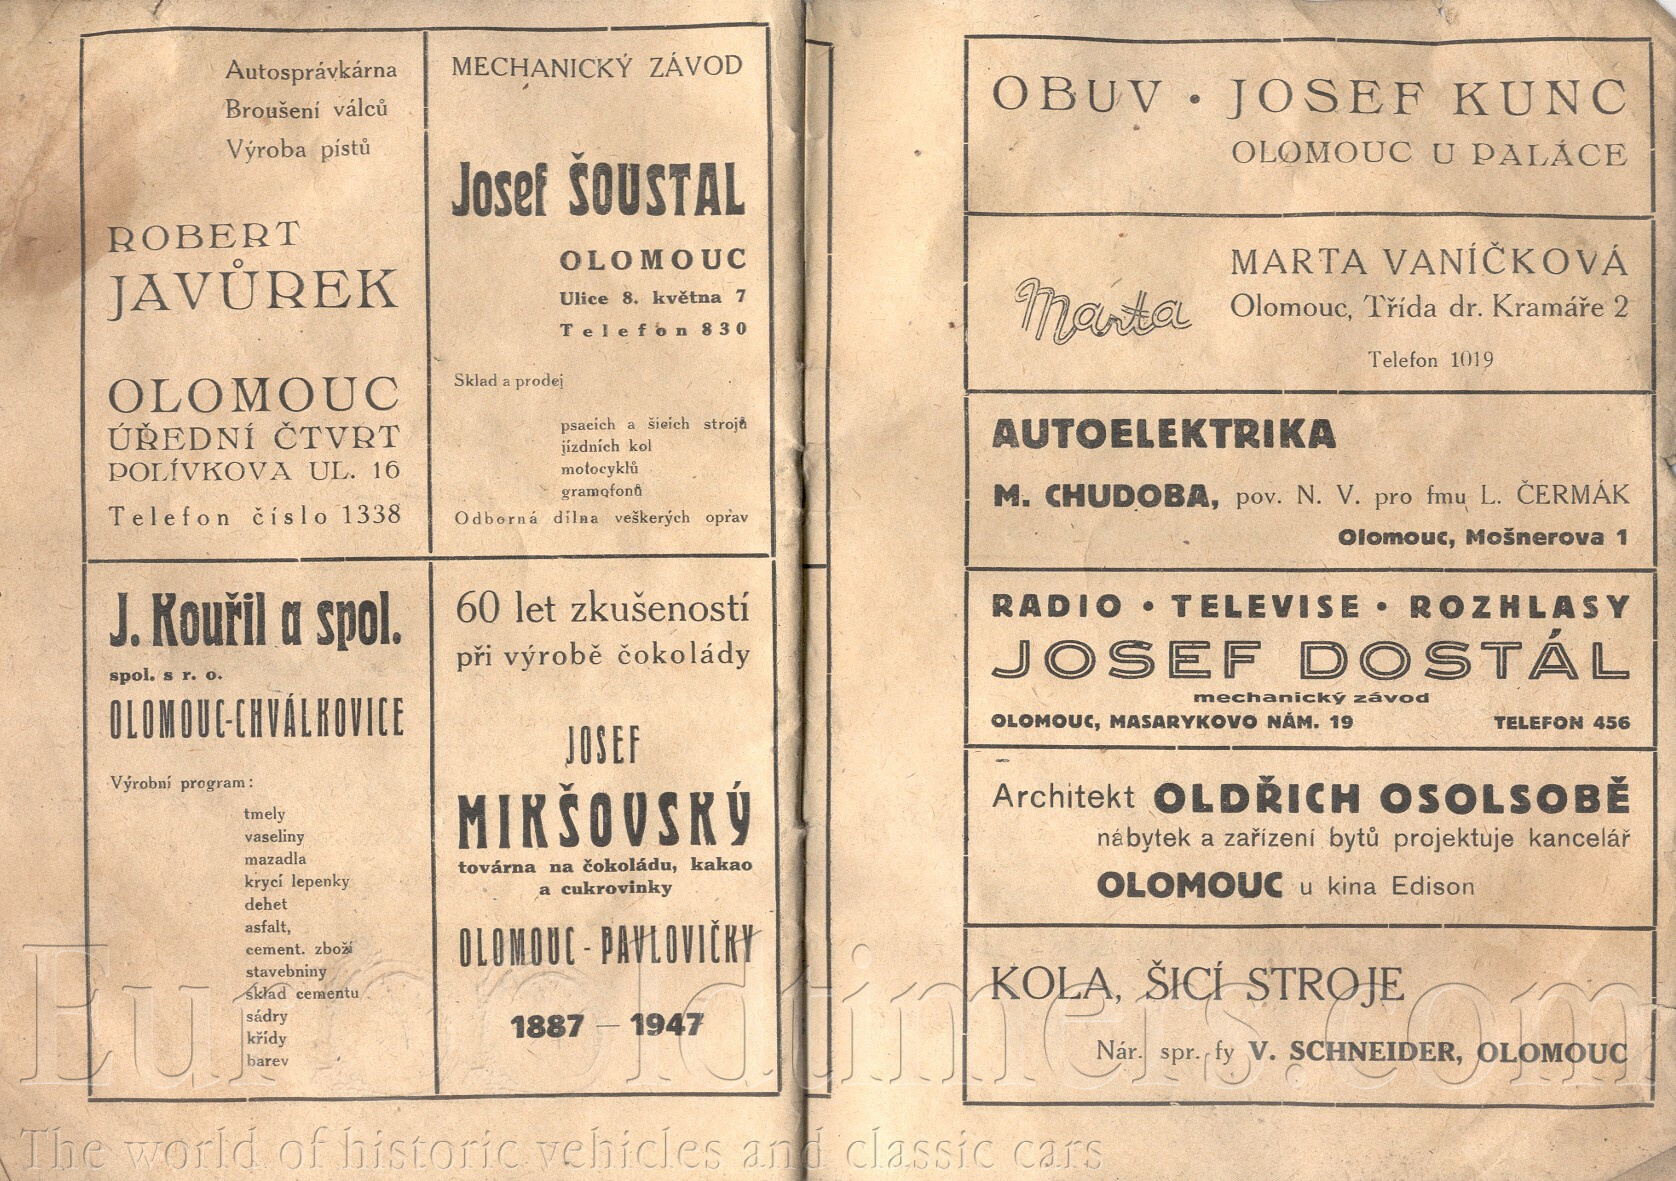 Autosprávkárna
Broušení válců
Výroba pístů
ROBERT
JAVŮREK
OLOMOUC
ÚŘEDNÍ ČTVRT
POLÍVKOVA UL. 16
Telefon číslo 1338
MECHANICKÝ ZÁVOD
Josef ŠOUSTAL
OLOMOUC
Ulice 8. května 7
Telefon 830
Sklad a prodej
psacích a šicích strojů
jízdních kol
motocyklů
gramofonů
Odborná dílna veškerých oprav
J. Kouřil a spol.
spol. s r. o.
OLOMOUC-CHVÁLKOVICE
Výrobní program:
tmely
vaseliny
mazadla
krycí lepenky
dehet
asfalt,
cement. zboží
stavebniny
sklad cementu
sádry
křídy
barev
60 let zkušeností
při výrobě čokolády
JOSEF
MIKŠOVSKÝ
továrna na čokoládu, kakao
a cukrovinky
OLOMOUC - PAVLOVIČKY
1887 — 1947
OBUV • JOSEF KUNC
OLOMOUC U PALÁCE
Marta
MARTA VANÍČKOVÁ
Olomouc, Třída dr. Kramáře 2
Telefon 1019
AUTOELEKTRIKA
M. CHUDOBA, pov. N. V. pro fmu L. ČERMÁK
Olomouc, Mošnerova 1
RADIO • TELEVISE • ROZHLASY
JOSEF DOSTÁL
mechanický závod
OLOMOUC, MASARYKOVO NÁM. 19 TELEFON 456
Architekt OLDŘICH OSOLSOBĚ
nábytek a zařízení bytů projektuje kancelář
OLOMOUC u kina Edison
KOLA, ŠICÍ STROJE
Nár. spr. fy V. SCHNEIDER, OLOMOUC
Eurooldtimers.com
The world of historic vehicles and classic cars